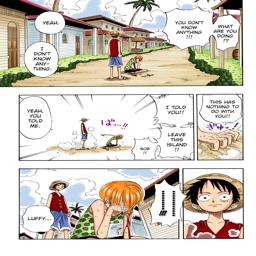 WHAT ARE
YOU
DOING
!?
YOU DON'T
KNOW
ANYTHING
!!!
YEAH.
I
DON'T
KNOW
ANY-
THING.
THIS HAS
NOTHING
TO DO
WITH YOU!!
I TOLD
YOU!!
LEAVE
THIS
ISLAND
!!
YEAH,
YOU
TOLD
ME.
LUFFY...